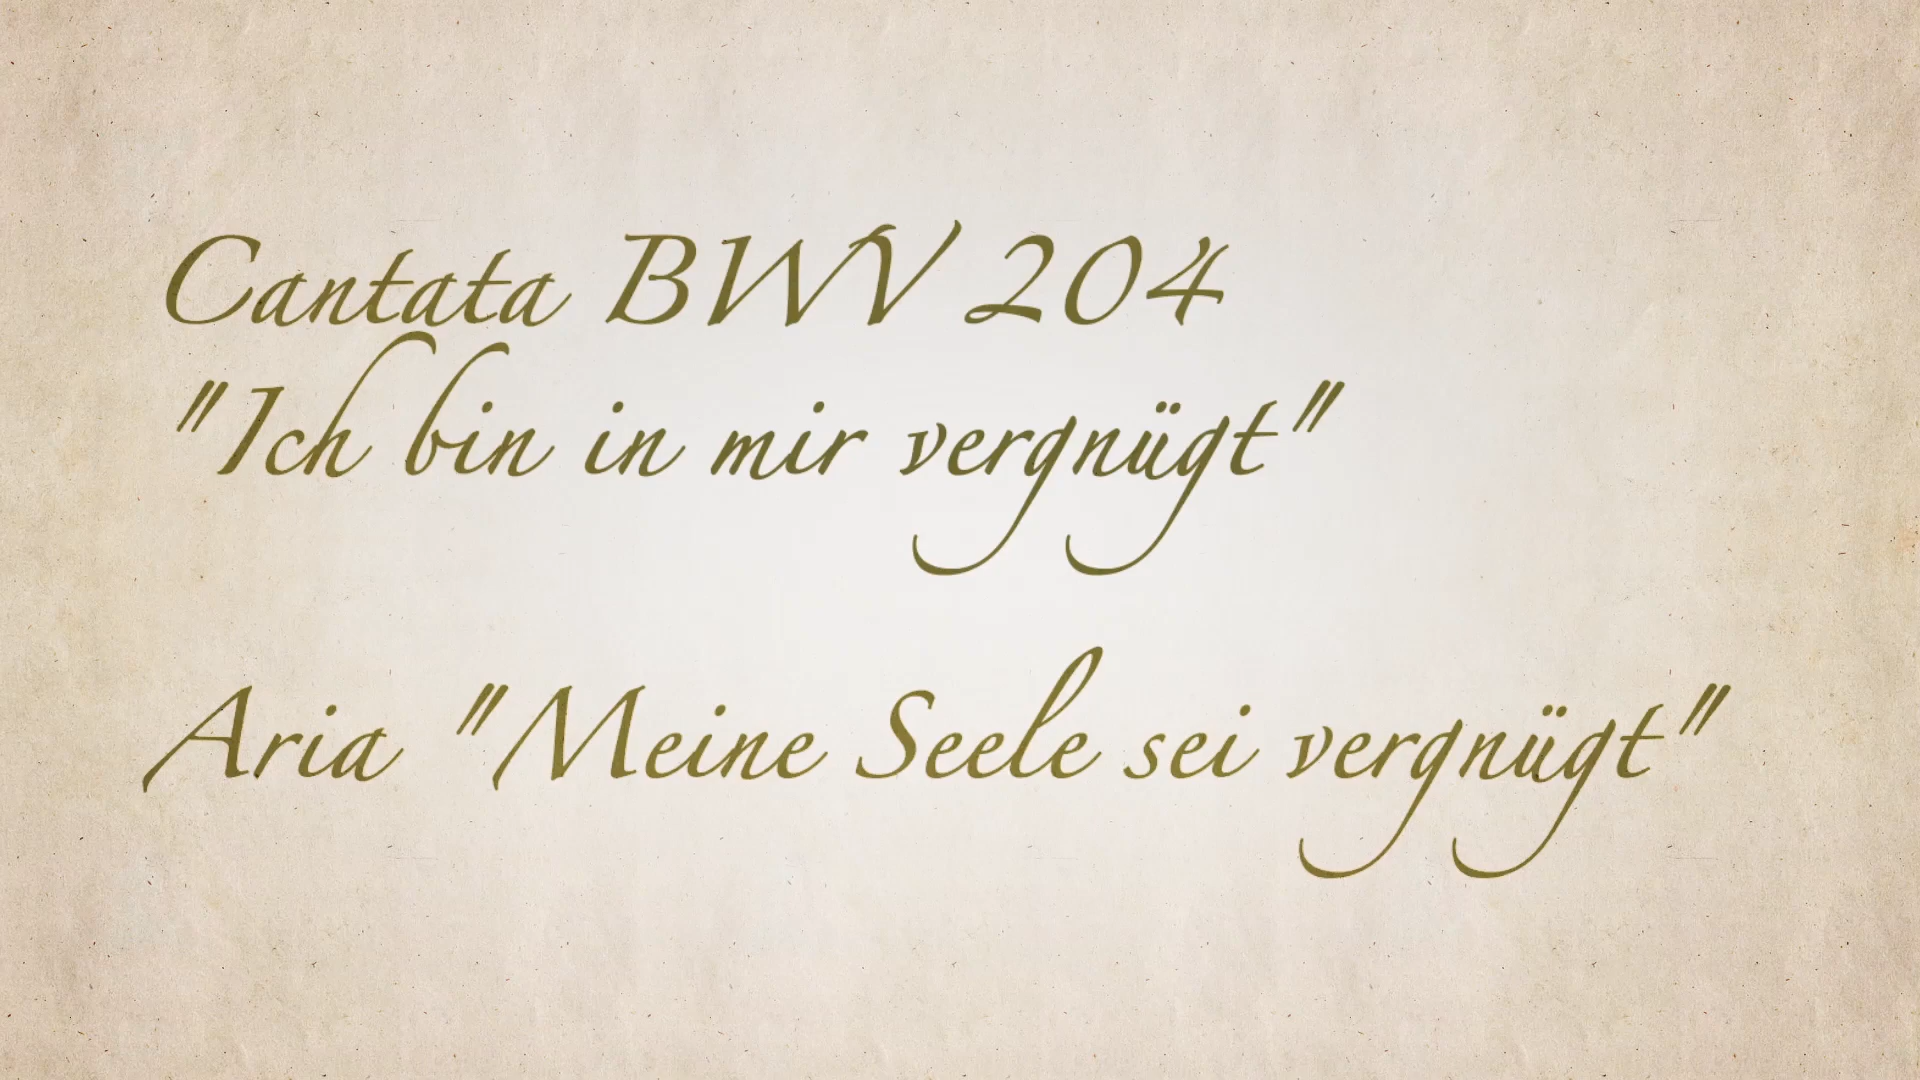 Cantata BWV 204
"Ich bin in mir vergnügt"
Aria "Meine Seele sei vergnügt"